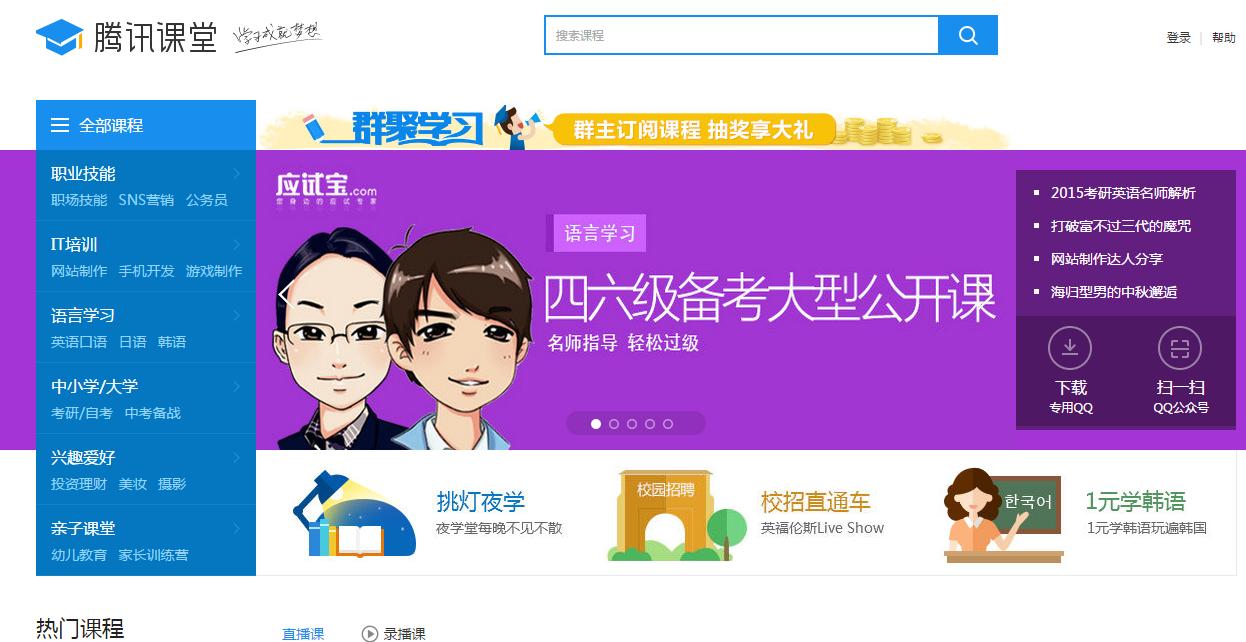 腾讯课堂
学习成就梦想
搜索课程
登录 | 帮助
全部课程
群聚学习
群主订阅课程 抽奖享大礼
职业技能
职场技能 SNS营销 公务员
IT培训
网站制作 手机开发 游戏制作
语言学习
英语口语 日语 韩语
中小学/大学
考研/自考 中考备战
兴趣爱好
投资理财 美妆 摄影
亲子课堂
幼儿教育 家长训练营
应试宝.com
您身边的应试专家
语言学习
四六级备考大型公开课
名师指导 轻松过级
2015考研英语名师解析
打破富不过三代的魔咒
网站制作达人分享
海归型男的中秋邂逅
下载
专用QQ
扫一扫
QQ公众号
挑灯夜学
夜学堂每晚不见不散
校园招聘
校招直通车
英福伦斯Live Show
한국어
1元学韩语
1元学韩语玩遍韩国
热门课程
直播课
录播课